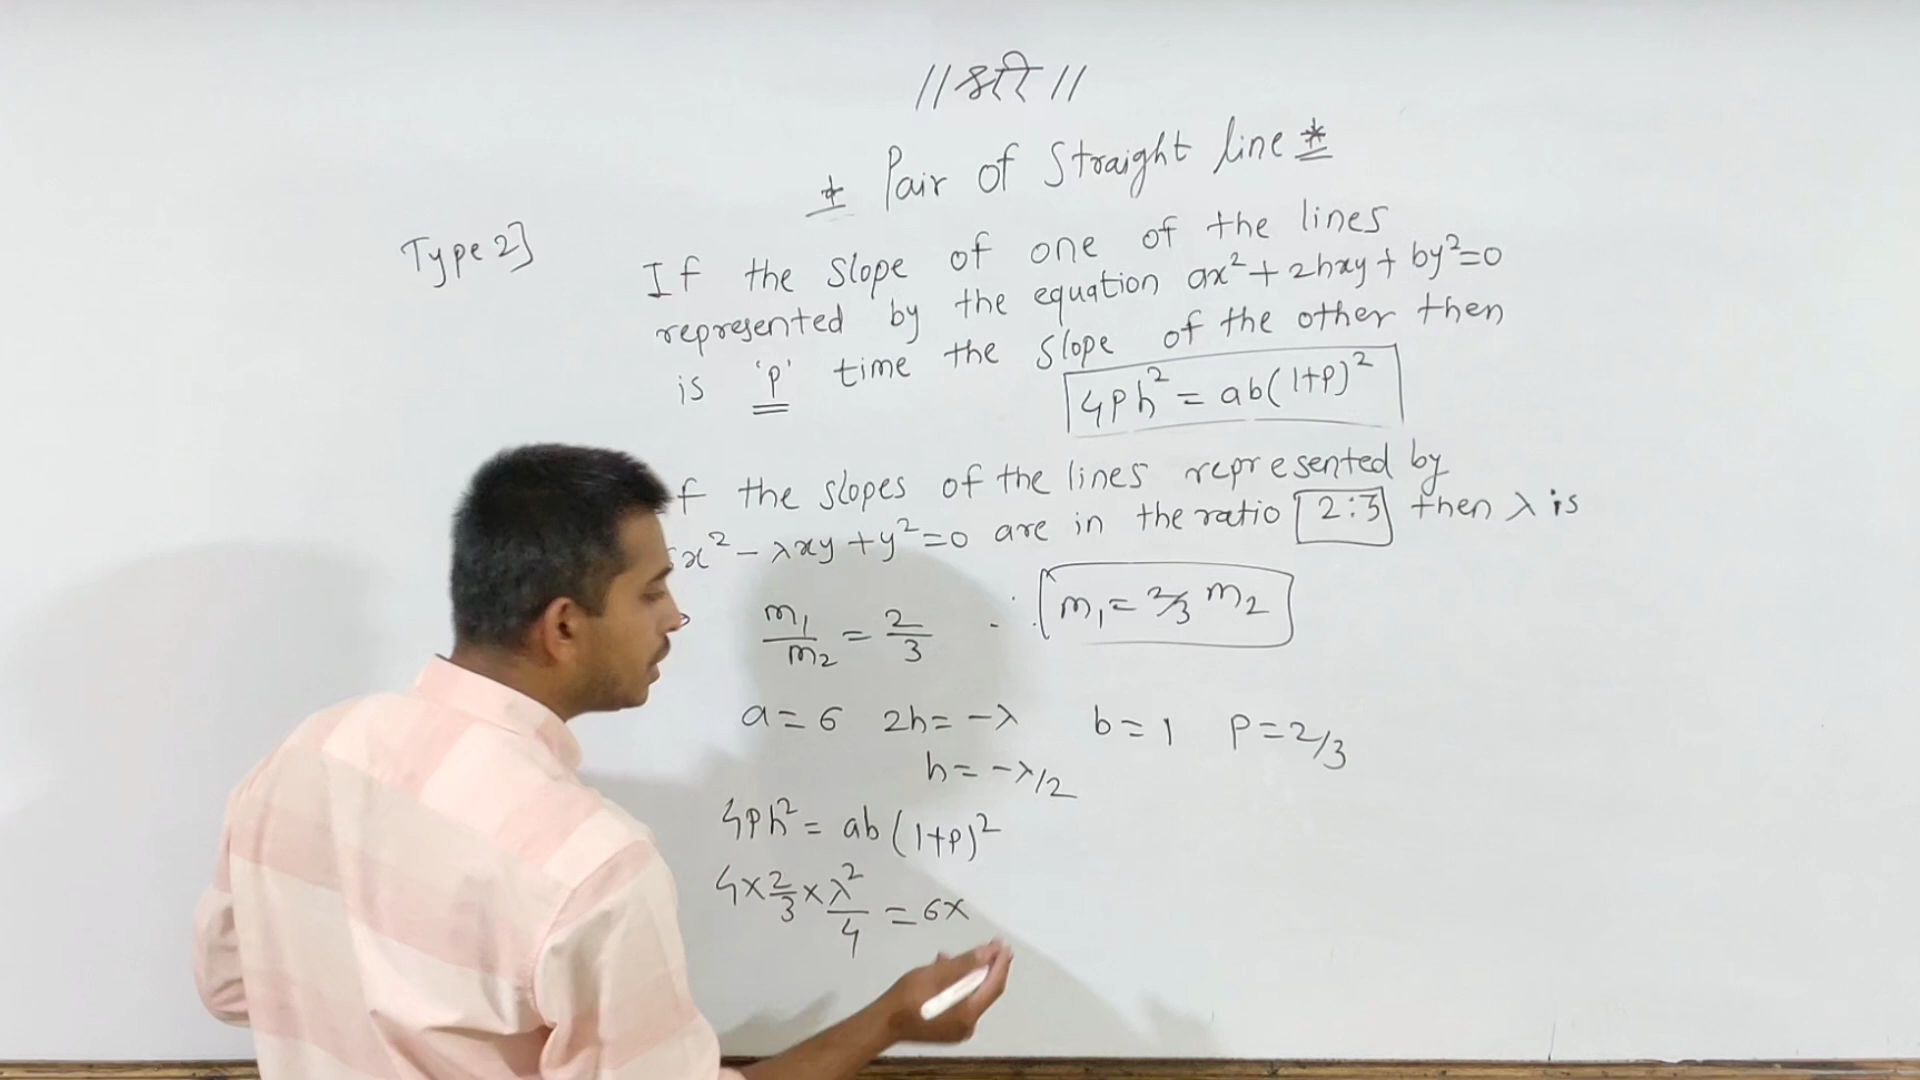 ॥ श्री ॥
* Pair of Straight line *
Type 2]
If the slope of one of the lines
represented by the equation ax²+2hxy+by²=0
is 'p' time the slope of the other then
4ph² = ab(1+p)²
f the slopes of the lines represented by
x²-λxy+y²=0 are in the ratio 2:3 then λ is
m₁/m₂ = 2/3 ∴ m₁ = 2/3 m₂
a = 6 2h = -λ b = 1 p = 2/3
h = -λ/2
4ph² = ab(1+p)²
4×2/3×λ²/4 = 6×